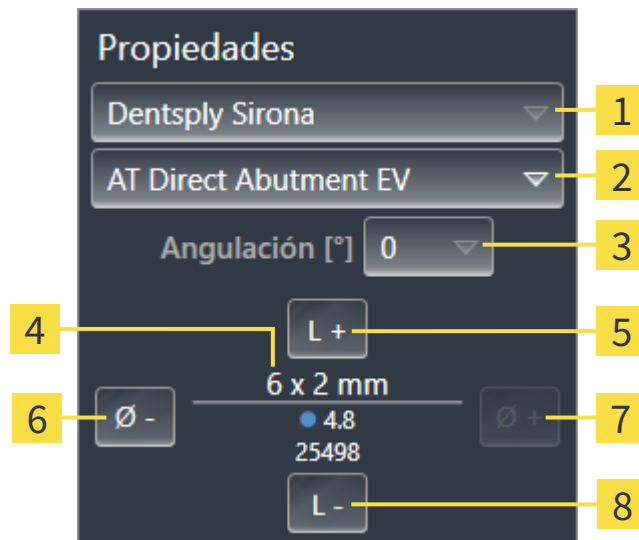 Propiedades
Dentsply Sirona
1
AT Direct Abutment EV
2
Angulación [°] 0
3
4
L +
5
6 x 2 mm
6
Ø -
4.8
Ø +
7
25498
L -
8